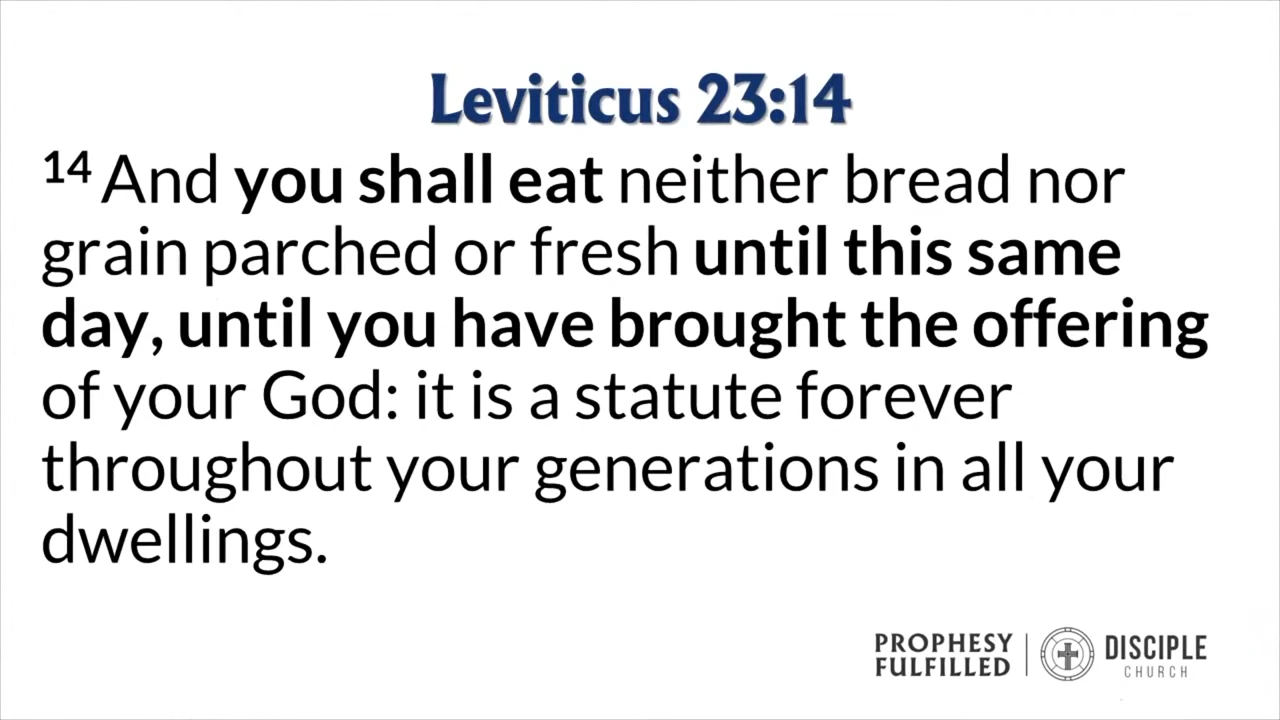 Leviticus 23:14
14 And you shall eat neither bread nor
grain parched or fresh until this same
day, until you have brought the offering
of your God: it is a statute forever
throughout your generations in all your
dwellings.
PROPHESY
FULFILLED
DISCIPLE
CHURCH